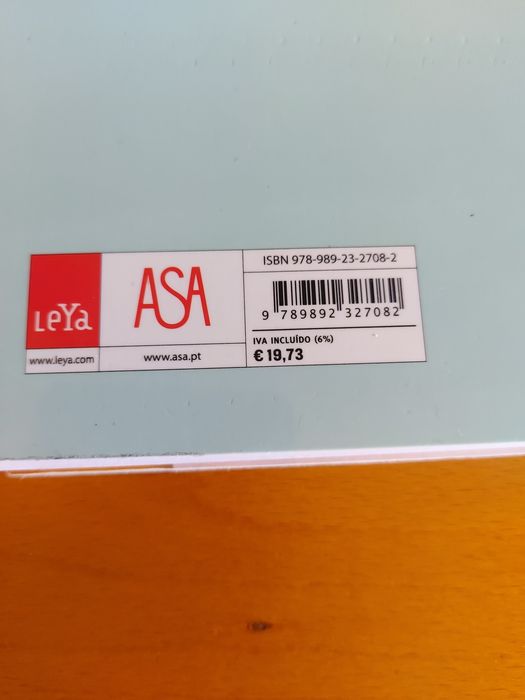 LeYa
www.leya.com
ASA
www.asa.pt
ISBN 978-989-23-2708-2
9 789892 327082
IVA INCLUÍDO (6%)
€ 19,73